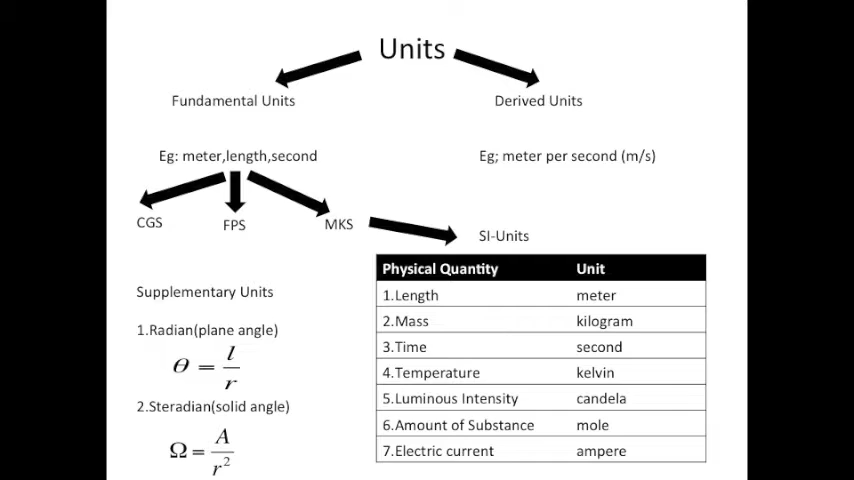 Units
Fundamental Units
Derived Units
Eg: meter,length,second
Eg; meter per second (m/s)
CGS
FPS
MKS
SI-Units
Supplementary Units
1.Radian(plane angle)
θ = l/r
2.Steradian(solid angle)
Ω = A/r²
Physical Quantity Unit
1.Length meter
2.Mass kilogram
3.Time second
4.Temperature kelvin
5.Luminous Intensity candela
6.Amount of Substance mole
7.Electric current ampere